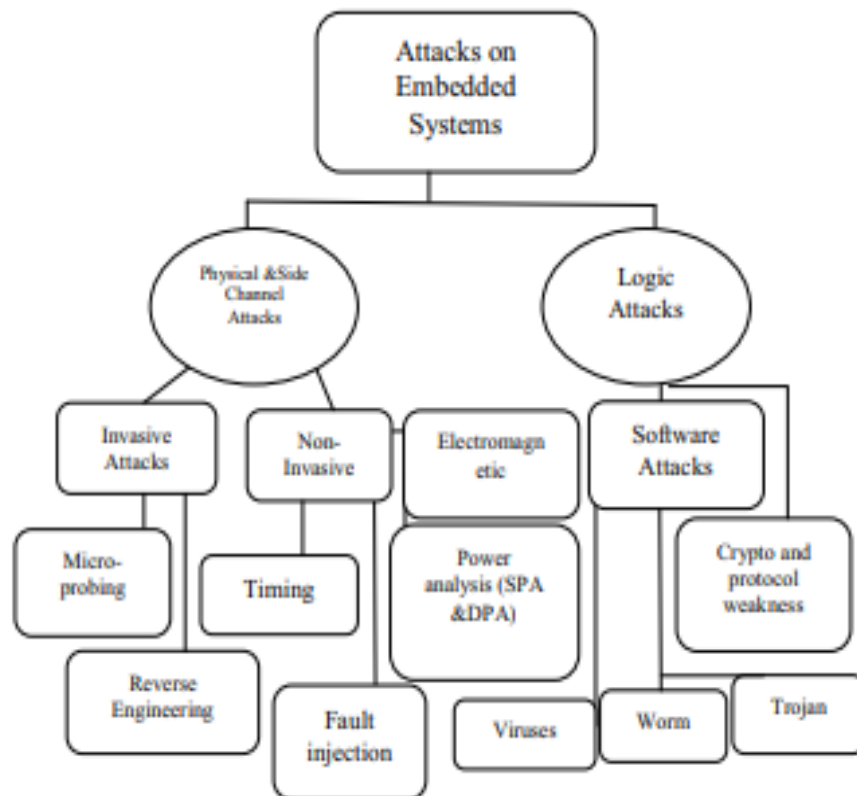 Attacks on
Embedded
Systems
Physical &Side
Channel
Attacks
Logic
Attacks
Invasive
Attacks
Non-
Invasive
Electromagn
etic
Software
Attacks
Micro-
probing
Timing
Power
analysis (SPA
&DPA)
Crypto and
protocol
weakness
Reverse
Engineering
Fault
injection
Viruses
Worm
Trojan